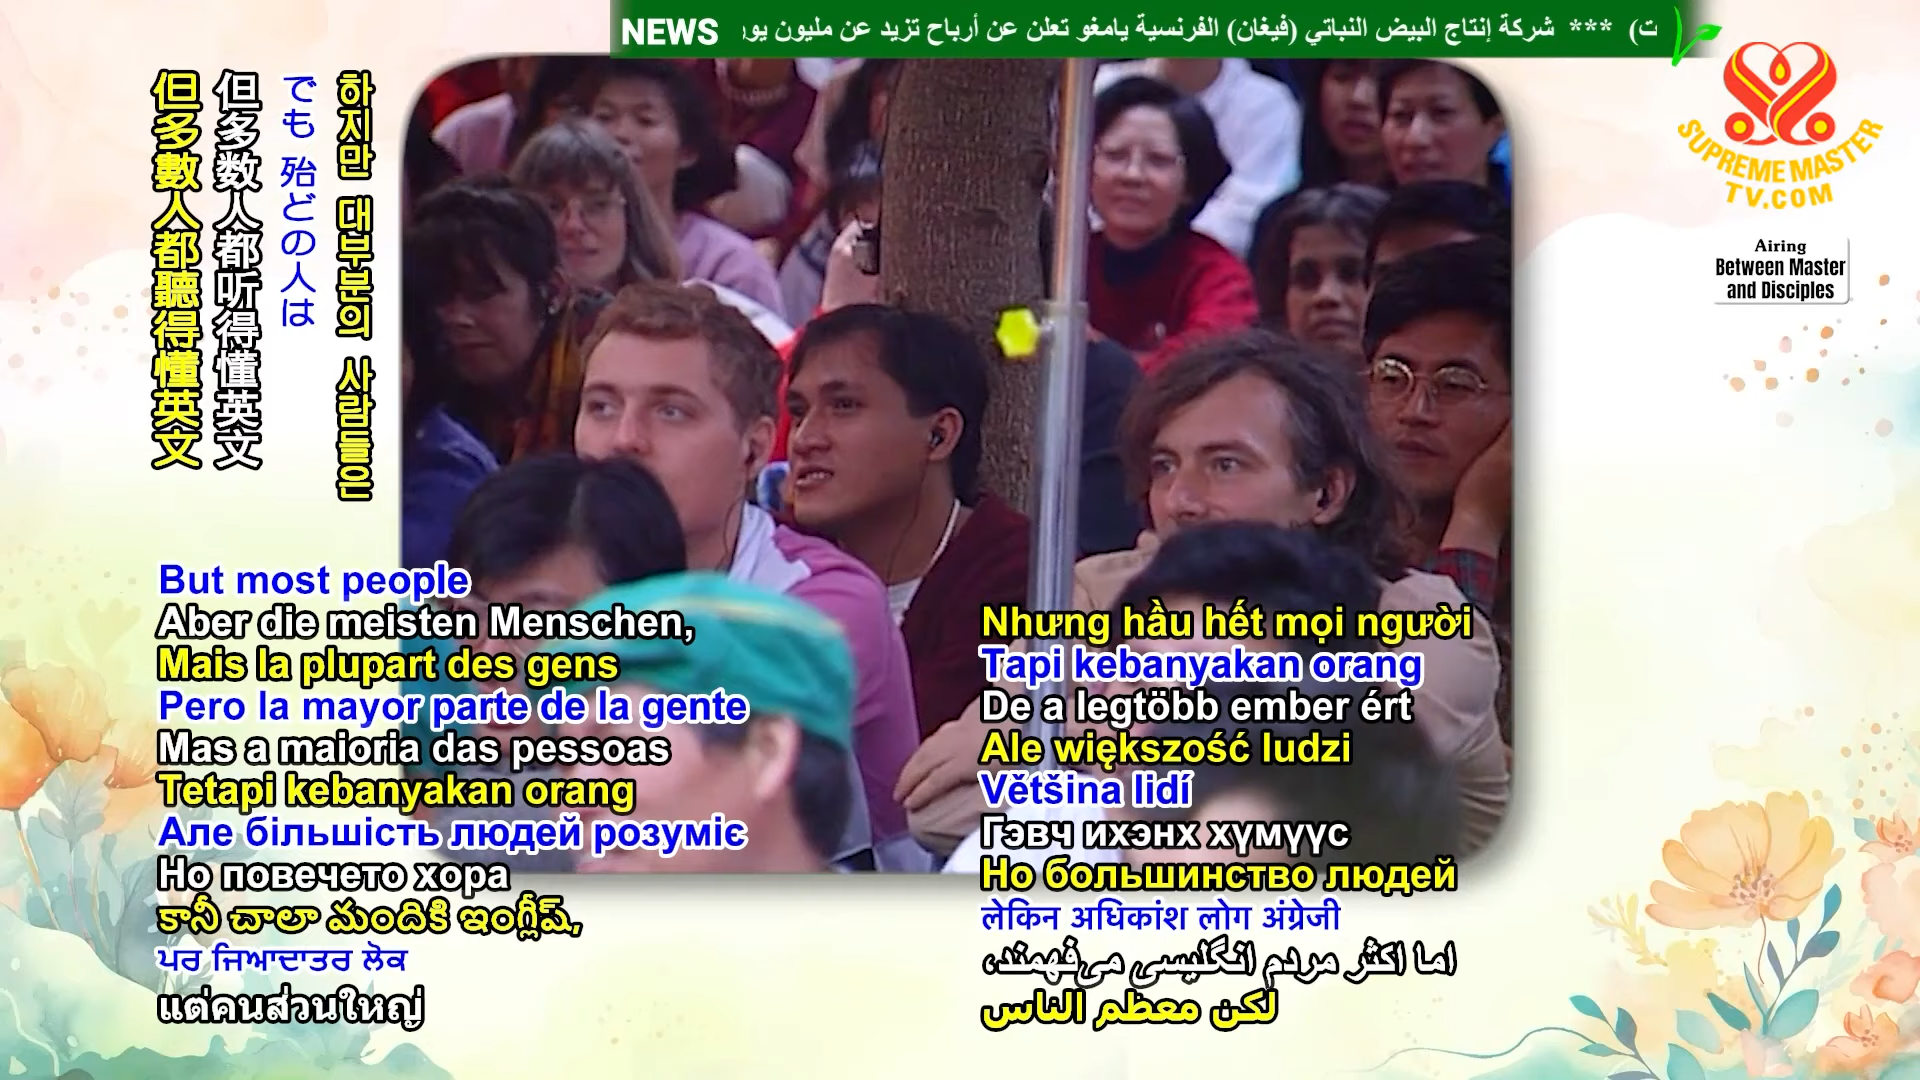 NEWS
ت) *** شركة إنتاج البيض النباتي (فيغان) الفرنسية يامغو تعلن عن أرباح تزيد عن مليون يور
SUPREME MASTER
TV.COM
Airing
Between Master
and Disciples
하지만 대부분의 사람들은
でも 殆どの人は
但多数人都听得懂英文
但多數人都聽得懂英文
But most people
Aber die meisten Menschen,
Mais la plupart des gens
Pero la mayor parte de la gente
Mas a maioria das pessoas
Tetapi kebanyakan orang
Але більшість людей розуміє
Но повечето хора
కానీ చాలా మందికి ఇంగ్లీష్,
ਪਰ ਜਿਆਦਾਤਰ ਲੋਕ
แต่คนส่วนใหญ่
Nhưng hầu hết mọi người
Tapi kebanyakan orang
De a legtöbb ember ért
Ale większość ludzi
Většina lidí
Гэвч ихэнх хүмүүс
Но большинство людей
लेकिन अधिकांश लोग अंग्रेजी
اما اکثر مردم انگلیسی می‌فهمند،
لكن معظم الناس